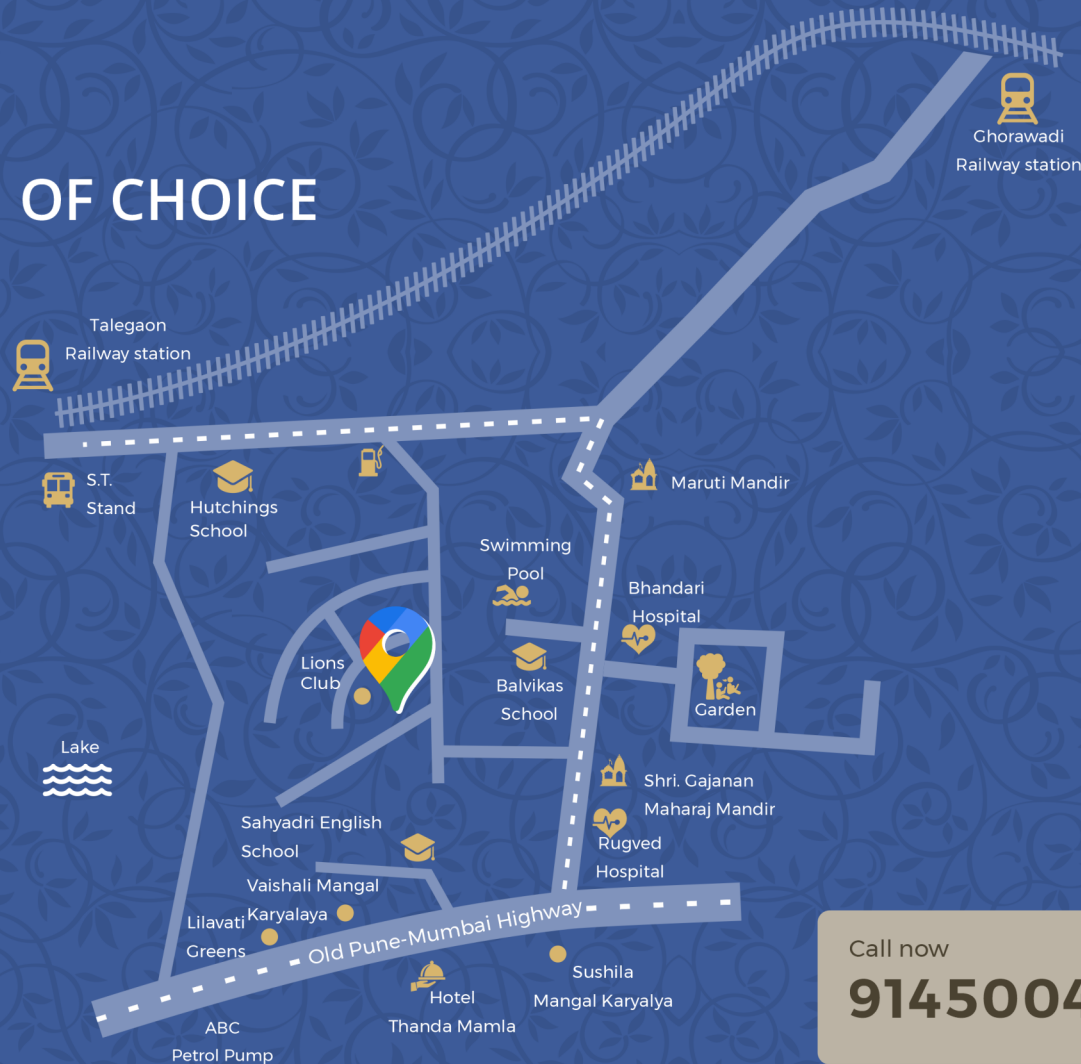 Ghorawadi
Railway station
OF CHOICE
Talegaon
Railway station
S.T.
Stand
Hutchings
School
Maruti Mandir
Swimming
Pool
Bhandari
Hospital
Lions
Club
Balvikas
School
Garden
Lake
Shri. Gajanan
Maharaj Mandir
Sahyadri English
School
Rugved
Hospital
Vaishali Mangal
Karyalaya
Lilavati
Greens
Old Pune-Mumbai Highway
Sushila
Mangal Karyalya
Hotel
Thanda Mamla
ABC
Petrol Pump
Call now
9145004